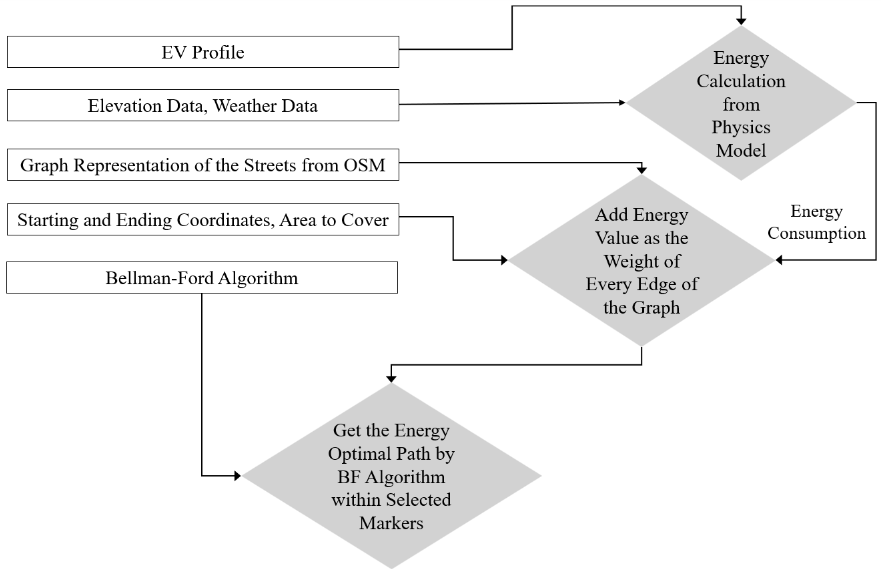 EV Profile
Elevation Data, Weather Data
Graph Representation of the Streets from OSM
Starting and Ending Coordinates, Area to Cover
Bellman-Ford Algorithm
Energy
Calculation
from
Physics
Model
Energy
Consumption
Add Energy
Value as the
Weight of
Every Edge of
the Graph
Get the Energy
Optimal Path by
BF Algorithm
within Selected
Markers